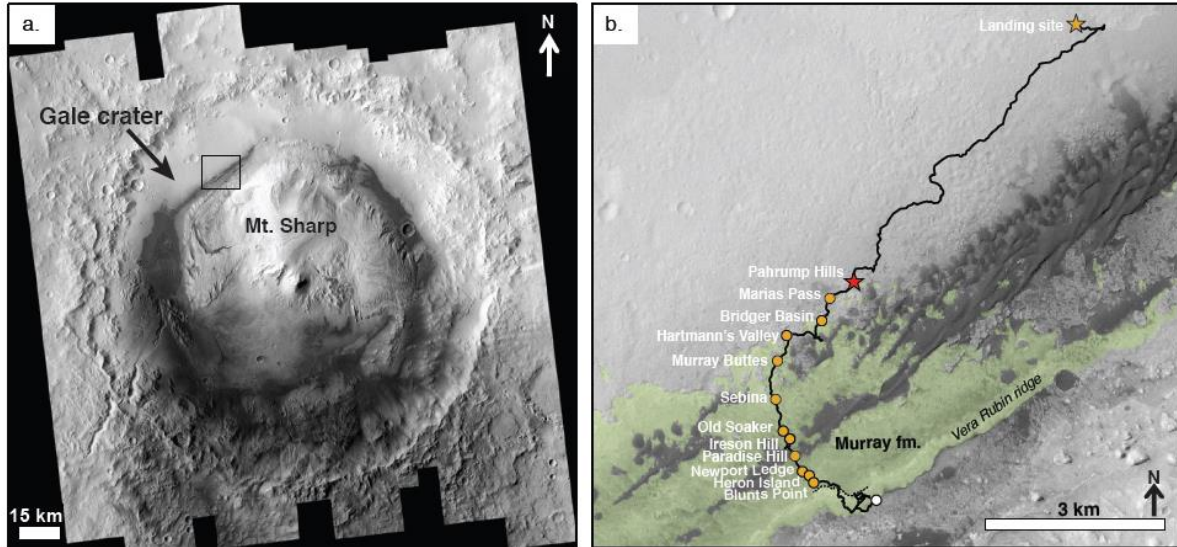 a.
N
Gale crater
Mt. Sharp
15 km
b.
Landing site
Pahrump Hills
Marias Pass
Bridger Basin
Hartmann's Valley
Murray Buttes
Sebina
Old Soaker
Ireson Hill
Paradise Hill
Newport Ledge
Heron Island
Blunts Point
Murray fm.
Vera Rubin ridge
N
3 km